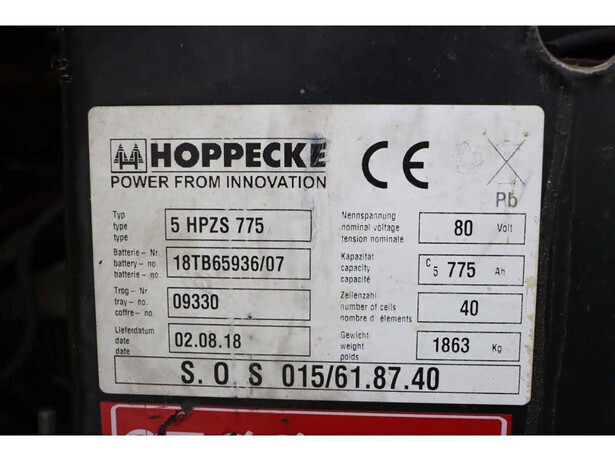 HOPPECKE
POWER FROM INNOVATION
CE
Pb
Typ
type
type
5 HPZS 775
Nennspannung
nominal voltage
tension nominale
80 Volt
Batterie- Nr.
battery- no.
batterie- no.
18TB65936/07
Kapazität
capacity
capacité
C5 775 Ah
Trog- Nr.
tray- no.
coffre- no.
09330
Zellenzahl
number of cells
nombre d'élements
40
Lieferdatum
date
date
02.08.18
Gewicht
weight
poids
1863 Kg
S. O S 015/61.87.40